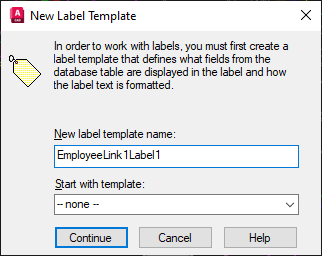 New Label Template
In order to work with labels, you must first create a
label template that defines what fields from the
database table are displayed in the label and how
the label text is formatted.
New label template name:
EmployeeLink1Label1
Start with template:
-- none --
Continue
Cancel
Help